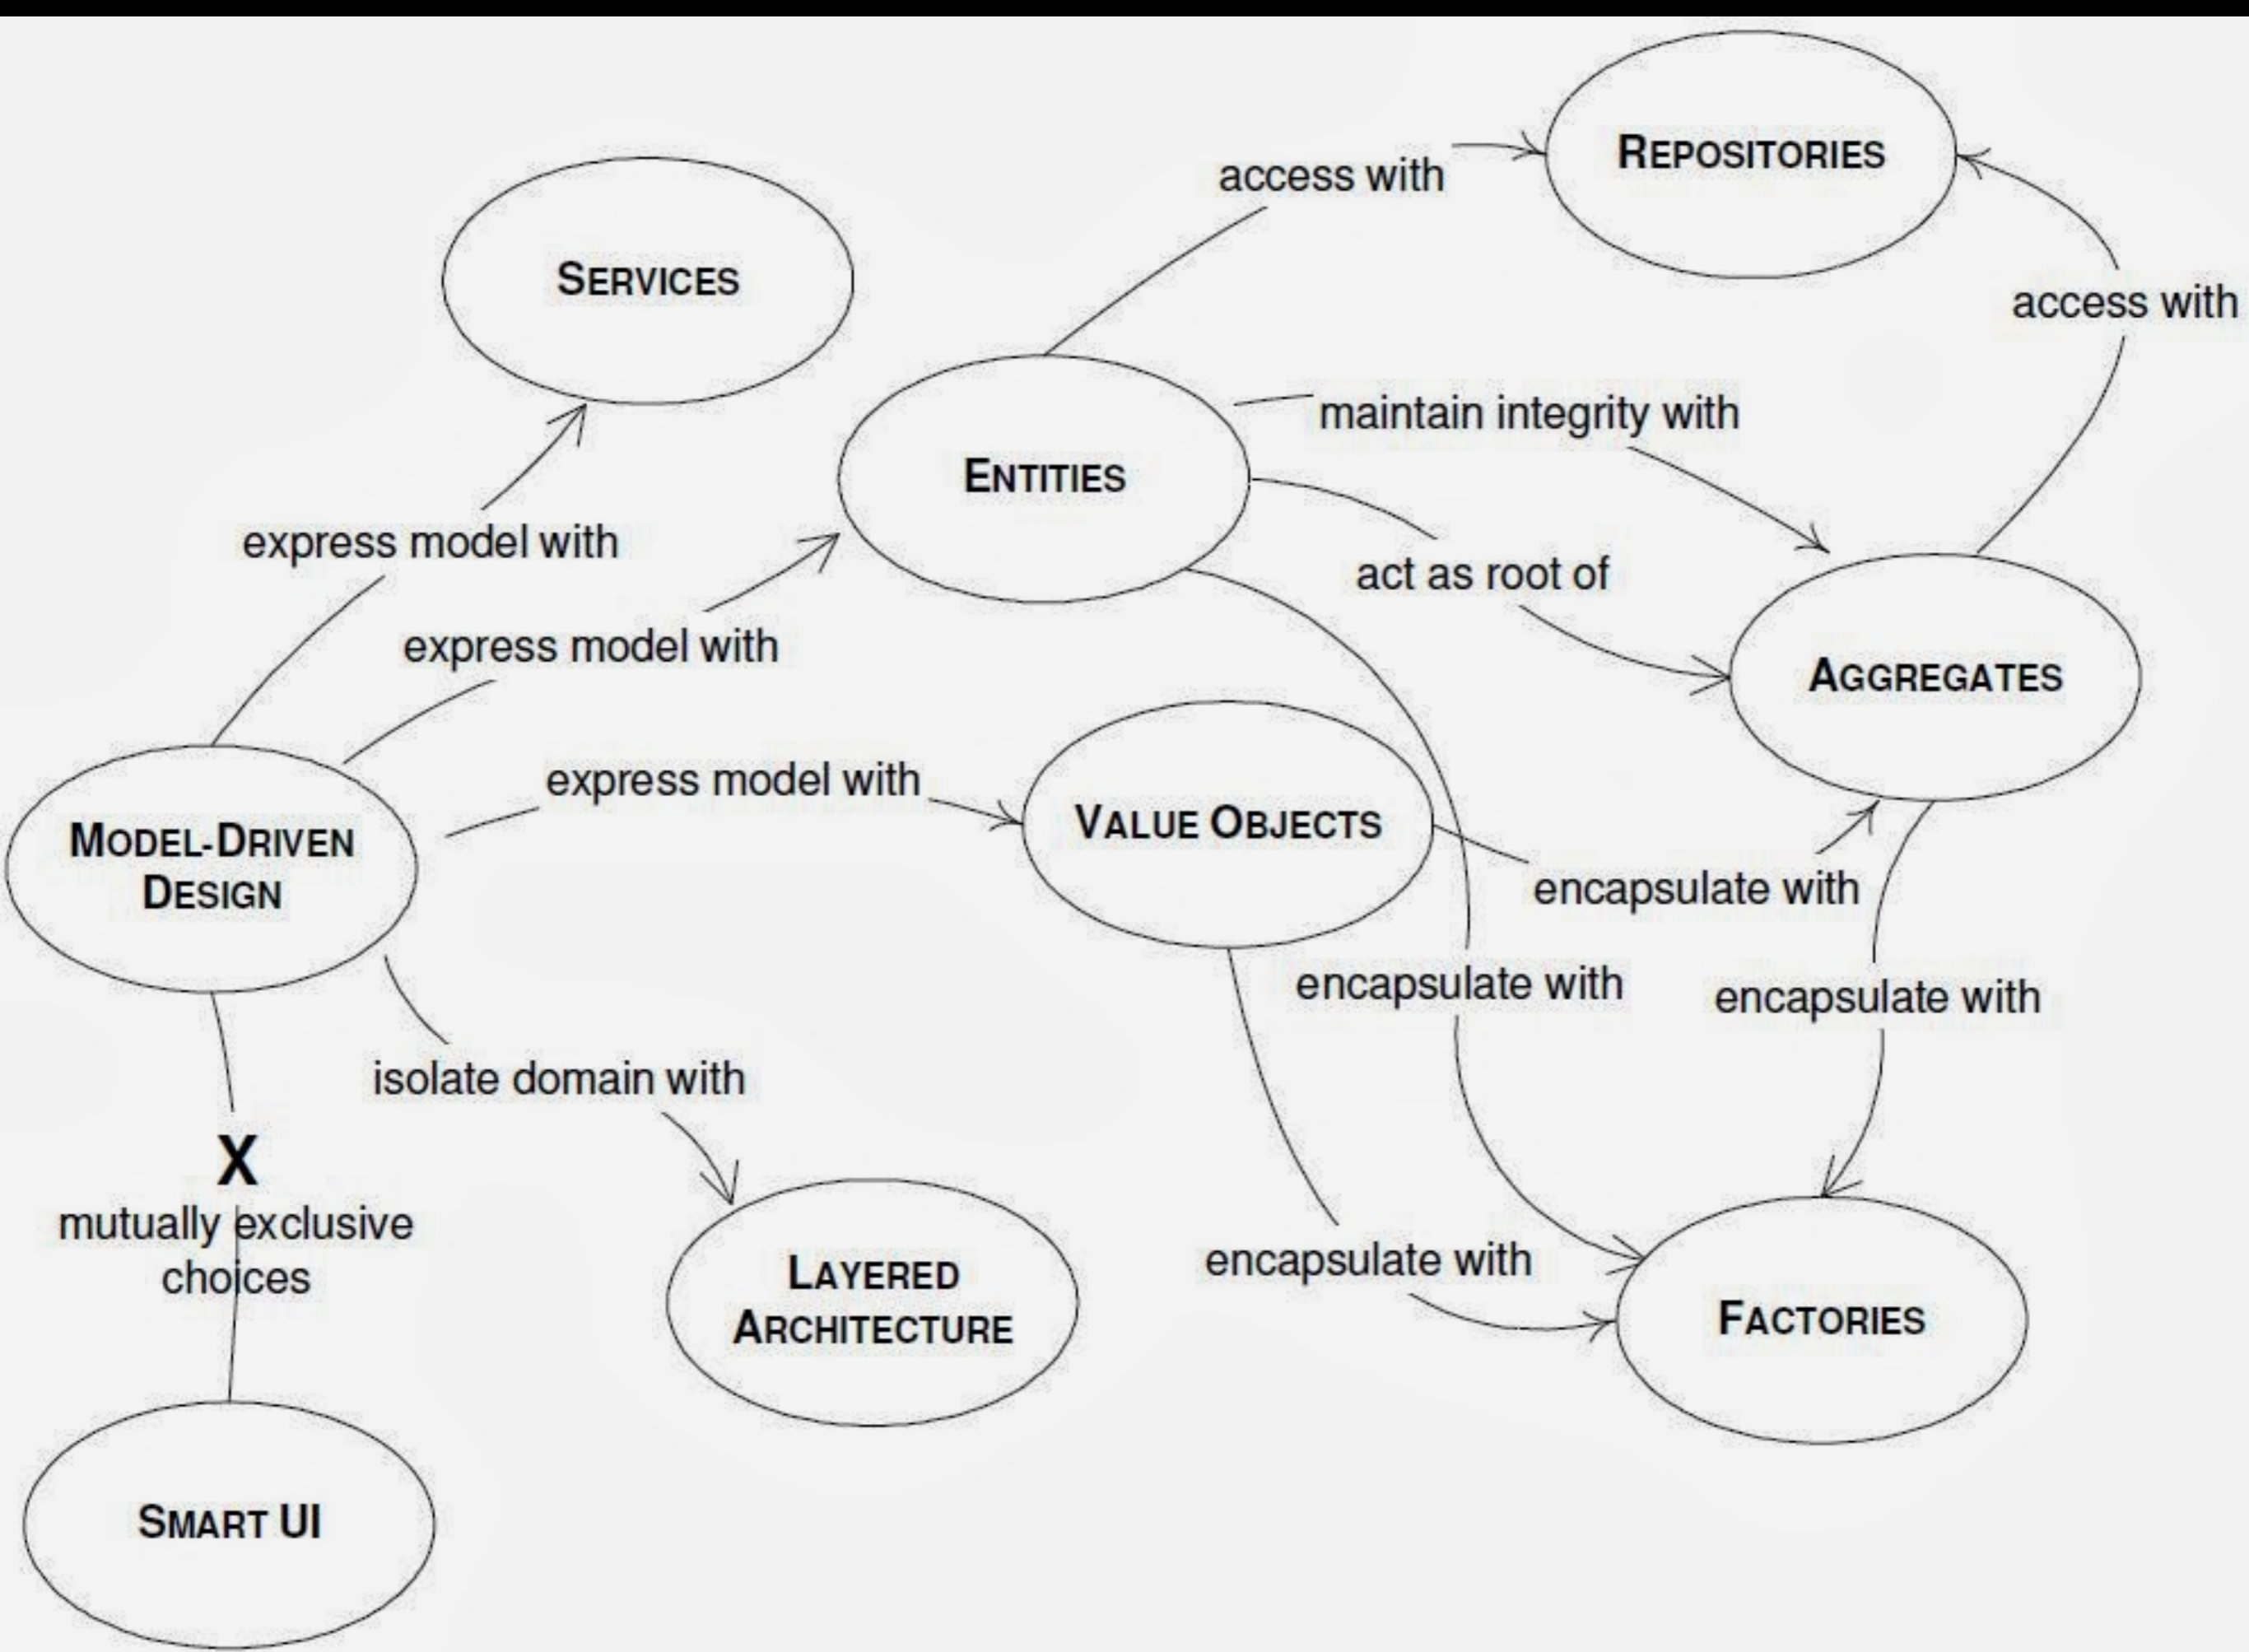 REPOSITORIES
access with
SERVICES
access with
maintain integrity with
ENTITIES
express model with
act as root of
express model with
AGGREGATES
express model with
VALUE OBJECTS
MODEL-DRIVEN
DESIGN
encapsulate with
encapsulate with
encapsulate with
isolate domain with
X
mutually exclusive
choices
encapsulate with
LAYERED
ARCHITECTURE
FACTORIES
SMART UI